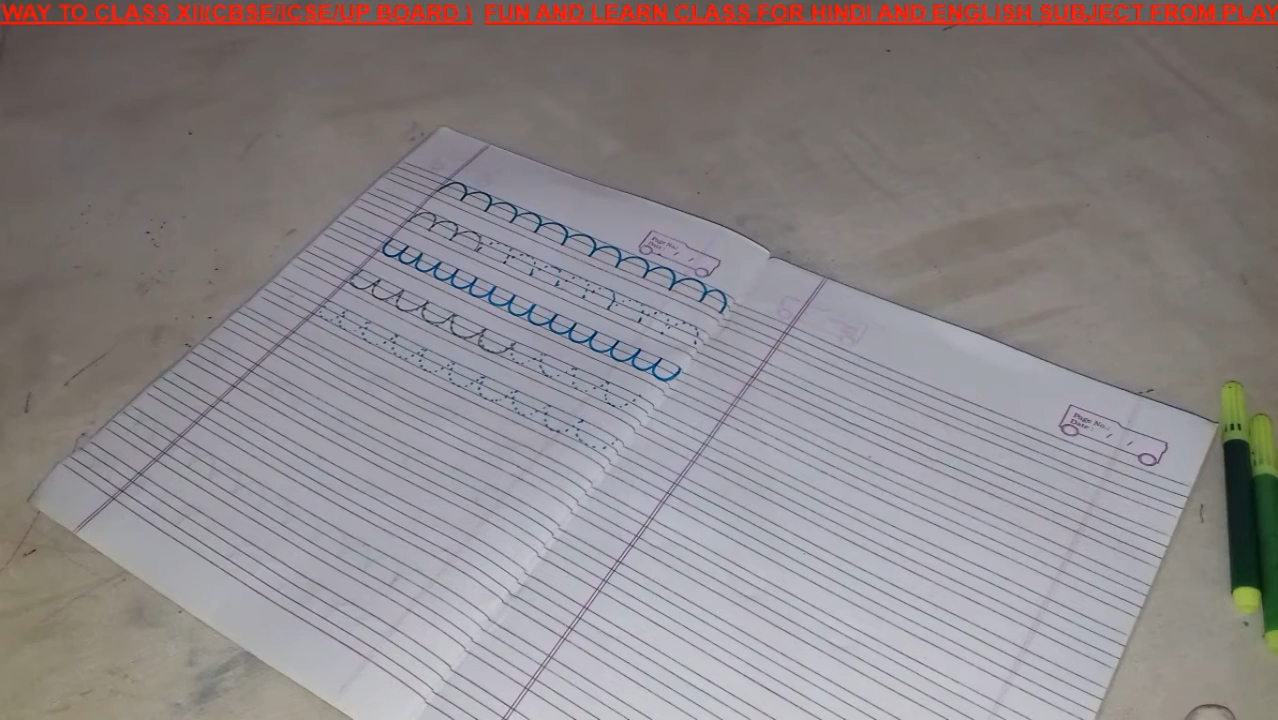 WAY TO CLASS XII(CBSE/ICSE/UP BOARD ) FUN AND LEARN CLASS FOR HINDI AND ENGLISH SUBJECT FROM PLAY
Page No.:
Date : / /
Page No.:
Date : / /